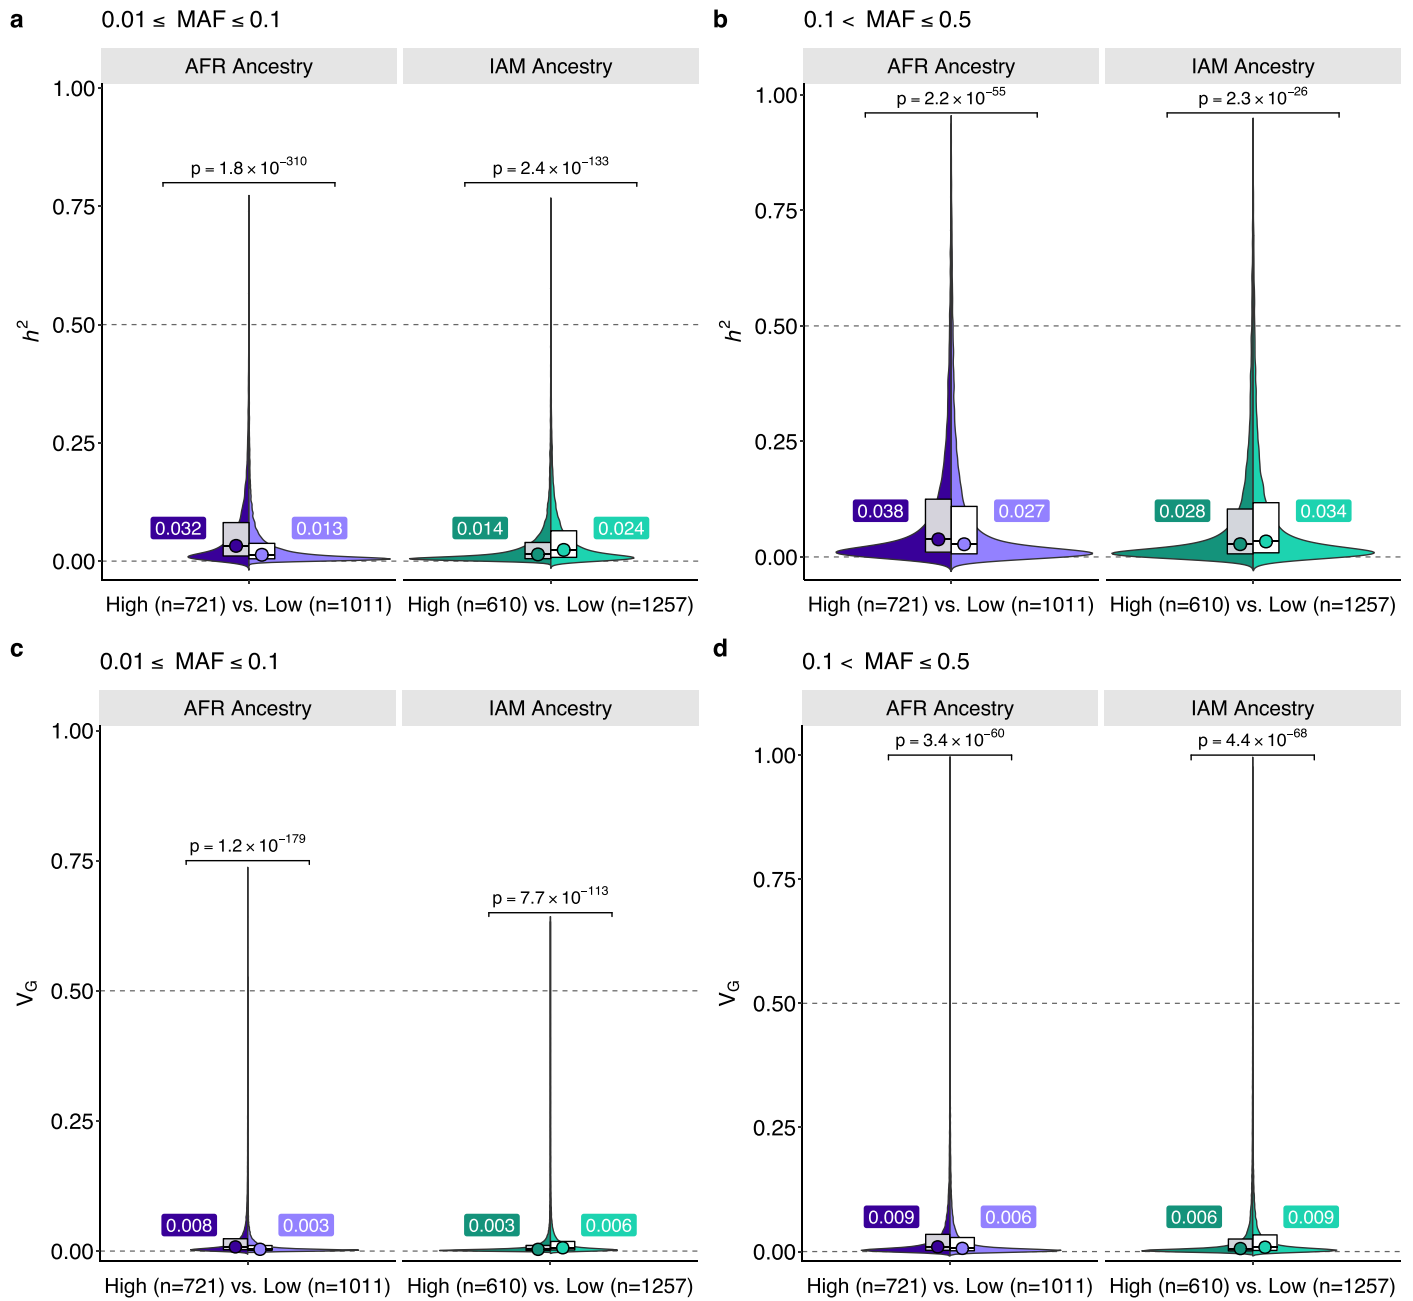 a
0.01 ≤ MAF ≤ 0.1
AFR Ancestry
IAM Ancestry
1.00
0.75
0.50
0.25
0.00
h²
p = 1.8 × 10⁻³¹⁰
p = 2.4 × 10⁻¹³³
0.032
0.013
0.014
0.024
High (n=721) vs. Low (n=1011)
High (n=610) vs. Low (n=1257)
b
0.1 < MAF ≤ 0.5
AFR Ancestry
IAM Ancestry
1.00
0.75
0.50
0.25
0.00
h²
p = 2.2 × 10⁻⁵⁵
p = 2.3 × 10⁻²⁶
0.038
0.027
0.028
0.034
High (n=721) vs. Low (n=1011)
High (n=610) vs. Low (n=1257)
c
0.01 ≤ MAF ≤ 0.1
AFR Ancestry
IAM Ancestry
1.00
0.75
0.50
0.25
0.00
V_G
p = 1.2 × 10⁻¹⁷⁹
p = 7.7 × 10⁻¹¹³
0.008
0.003
0.003
0.006
High (n=721) vs. Low (n=1011)
High (n=610) vs. Low (n=1257)
d
0.1 < MAF ≤ 0.5
AFR Ancestry
IAM Ancestry
1.00
0.75
0.50
0.25
0.00
V_G
p = 3.4 × 10⁻⁶⁰
p = 4.4 × 10⁻⁶⁸
0.009
0.006
0.006
0.009
High (n=721) vs. Low (n=1011)
High (n=610) vs. Low (n=1257)